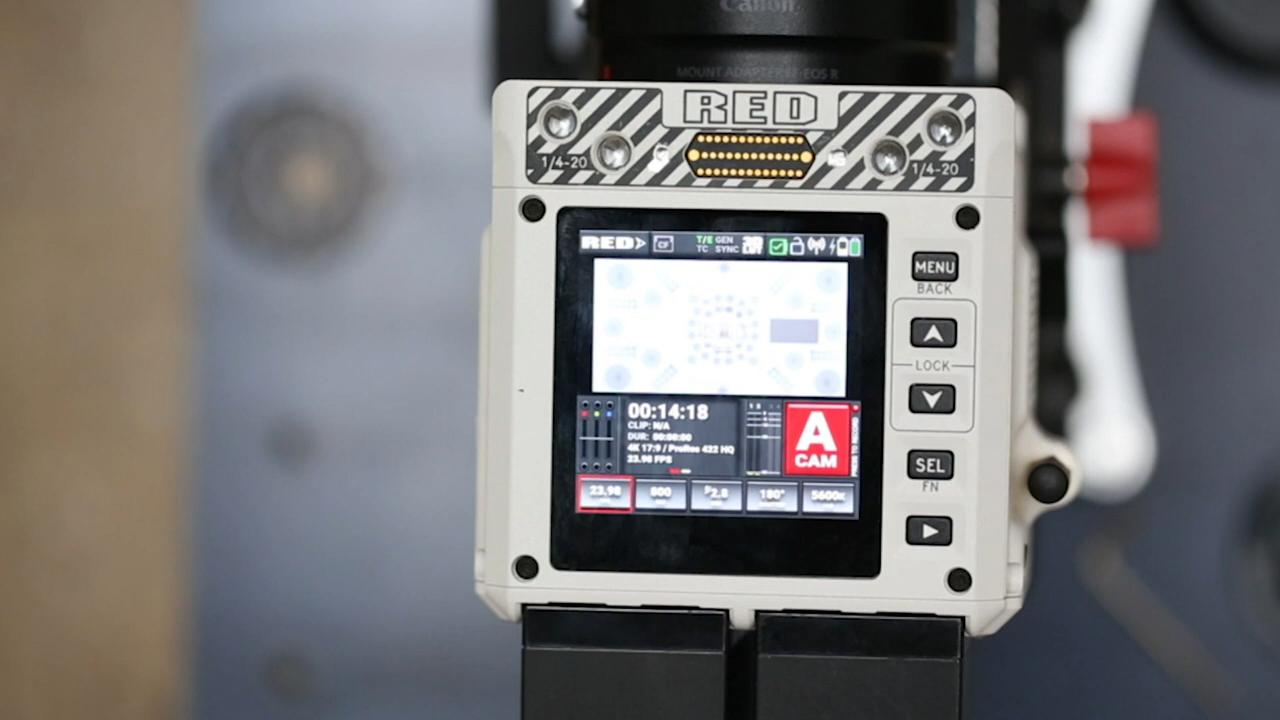 Canon
MOUNT ADAPTER EF-EOS R
RED
1/4-20
1/4-20
RED
CF
T/E GEN
TC SYNC
MENU
BACK
LOCK
00:14:18
CLIP: N/A
DUR: 00:00:00
4K 17:9 / ProRes 422 HQ
23.98 FPS
A
CAM
SEL
FN
23.98
800
2.8
180°
5600K